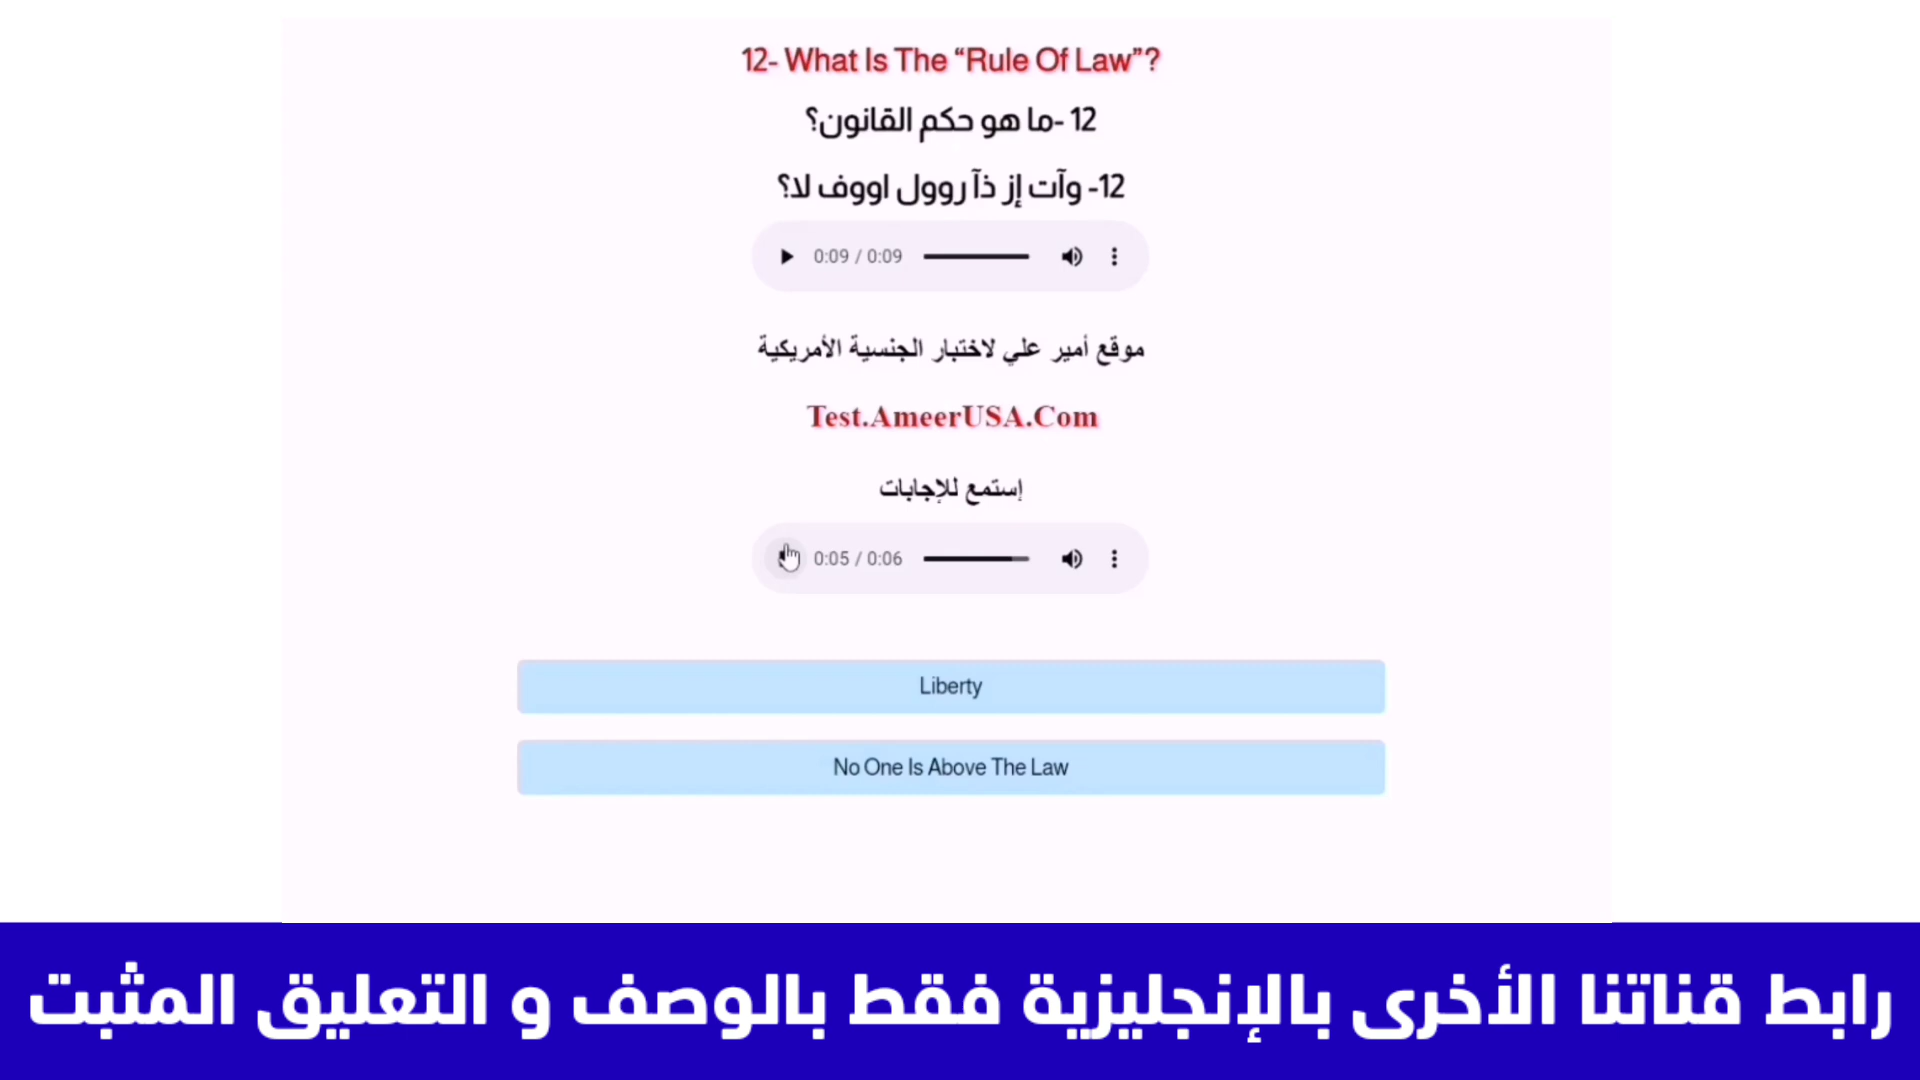 12- What Is The “Rule Of Law”?
12 -ما هو حكم القانون؟
12- وآت إز ذآ روول اووف لا؟
0:09 / 0:09
موقع أمير علي لاختبار الجنسية الأمريكية
Test.AmeerUSA.Com
إستمع للإجابات
0:05 / 0:06
Liberty
No One Is Above The Law
رابط قناتنا الأخرى بالإنجليزية فقط بالوصف و التعليق المثبت